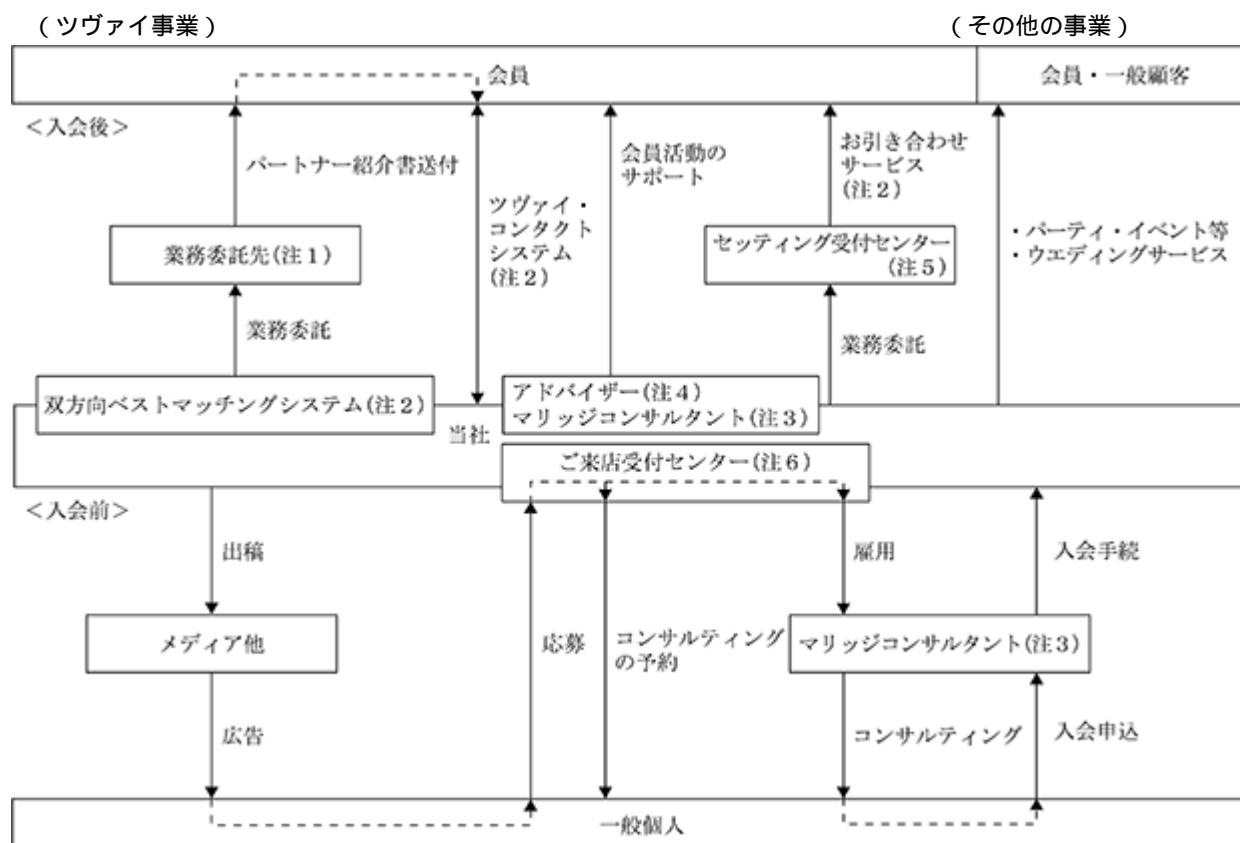 (ツヴァイ事業)
(その他の事業)
会員
会員・一般顧客
<入会後>
パートナー紹介書送付
ツヴァイ・
コンタクト
システム
(注2)
会員活動の
サポート
お引き合わせ
サービス
(注2)
・パーティ・イベント等
・ウエディングサービス
業務委託先(注1)
セッティング受付センター
(注5)
業務委託
業務委託
双方向ベストマッチングシステム(注2)
アドバイザー(注4)
マリッジコンサルタント(注3)
当社
ご来店受付センター(注6)
<入会前>
出稿
雇用
入会手続
メディア他
応募
コンサルティング
の予約
マリッジコンサルタント(注3)
広告
コンサルティング
入会申込
一般個人